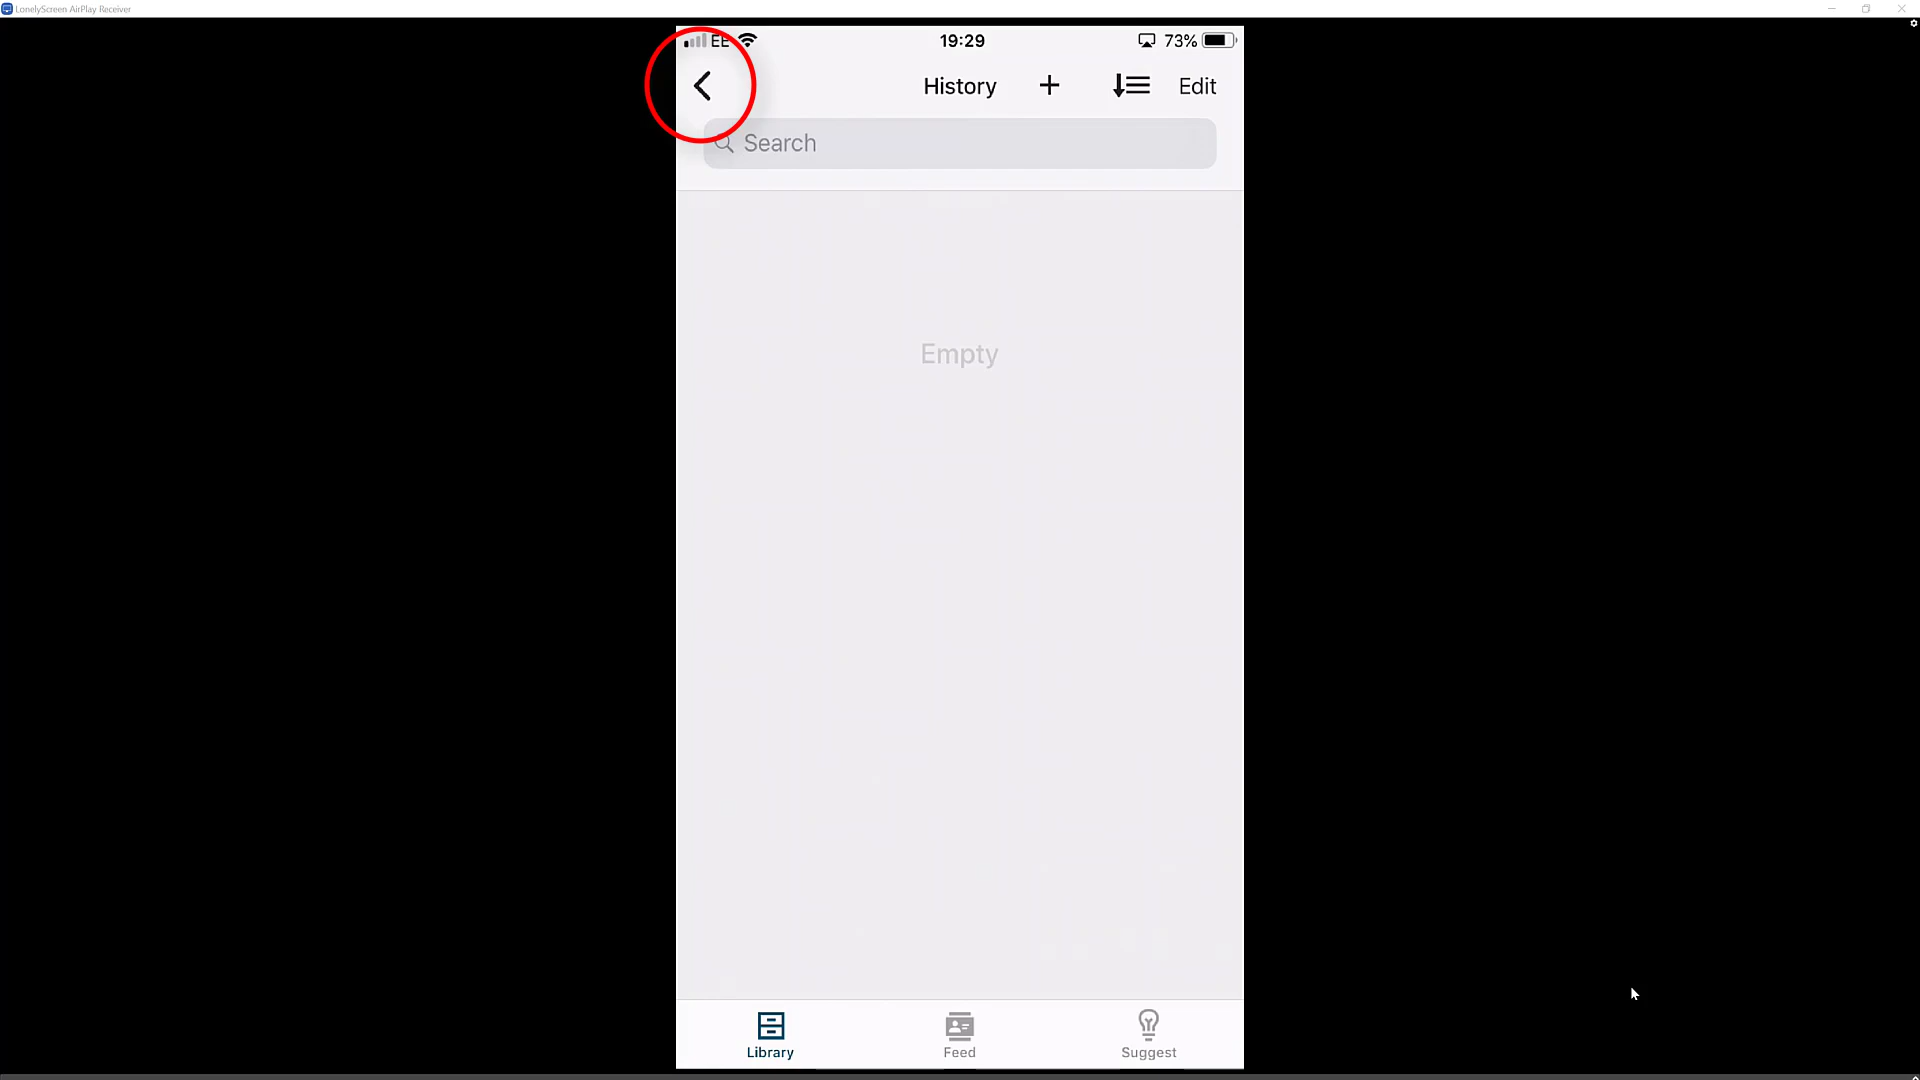 LonelyScreen AirPlay Receiver
EE 19:29 73%
History + Edit
Search
Empty
Library Feed Suggest